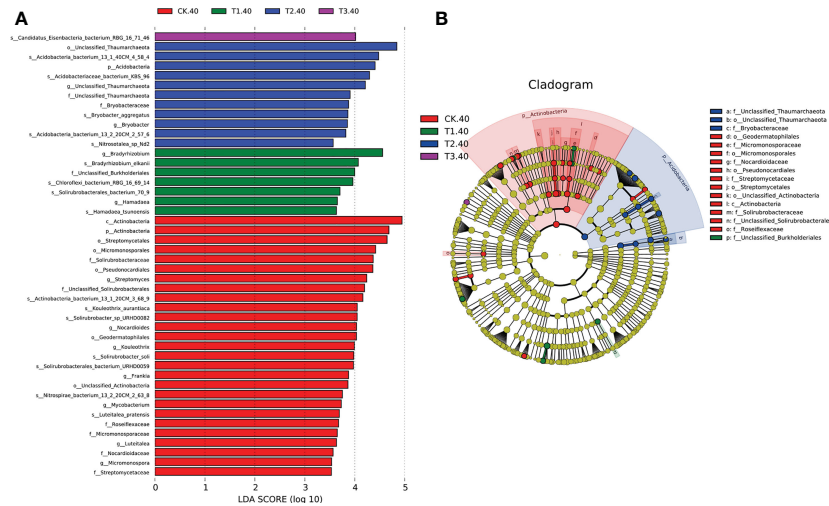 A
CK.40 T1.40 T2.40 T3.40
s__Candidatus_Eisenbacteria_bacterium_RBG_16_71_46
o__Unclassified_Thaumarchaeota
s__Acidobacteria_bacterium_13_1_40CM_4_58_4
p__Acidobacteria
s__Acidobacteriaceae_bacterium_KBS_96
g__Unclassified_Thaumarchaeota
f__Unclassified_Thaumarchaeota
f__Bryobacteraceae
s__Bryobacter_aggregatus
g__Bryobacter
s__Acidobacteria_bacterium_13_2_20CM_2_57_6
s__Nitrosotalea_sp_Nd2
g__Bradyrhizobium
s__Bradyrhizobium_elkanii
f__Unclassified_Burkholderiales
s__Chloroflexi_bacterium_RBG_16_69_14
s__Solirubrobacterales_bacterium_70_9
g__Hamadaea
s__Hamadaea_tsunoensis
c__Actinobacteria
p__Actinobacteria
o__Streptomycetales
o__Micromonosporales
f__Solirubrobacteraceae
o__Pseudonocardiales
g__Streptomyces
f__Unclassified_Solirubrobacterales
s__Actinobacteria_bacterium_13_1_20CM_3_68_9
s__Kouleothrix_aurantiaca
s__Solirubrobacter_sp_URHD0082
g__Nocardioides
o__Geodermatophilales
g__Kouleothrix
s__Solirubrobacter_soli
s__Solirubrobacterales_bacterium_URHD0059
g__Frankia
o__Unclassified_Actinobacteria
s__Nitrospirae_bacterium_13_2_20CM_2_63_8
g__Mycobacterium
s__Luteitalea_pratensis
f__Roseiflexaceae
f__Micromonosporaceae
g__Luteitalea
f__Nocardioidaceae
g__Micromonospora
f__Streptomycetaceae
0 1 2 3 4 5
LDA SCORE (log 10)
B
Cladogram
CK.40
T1.40
T2.40
T3.40
p__Actinobacteria
p__Acidobacteria
a: f__Unclassified_Thaumarchaeota
b: o__Unclassified_Thaumarchaeota
c: f__Bryobacteraceae
d: o__Geodermatophilales
e: f__Micromonosporaceae
f: o__Micromonosporales
g: f__Nocardioidaceae
h: o__Pseudonocardiales
i: f__Streptomycetaceae
j: o__Streptomycetales
k: o__Unclassified_Actinobacteria
l: c__Actinobacteria
m: f__Solirubrobacteraceae
n: f__Unclassified_Solirubrobacterales
o: f__Roseiflexaceae
p: f__Unclassified_Burkholderiales